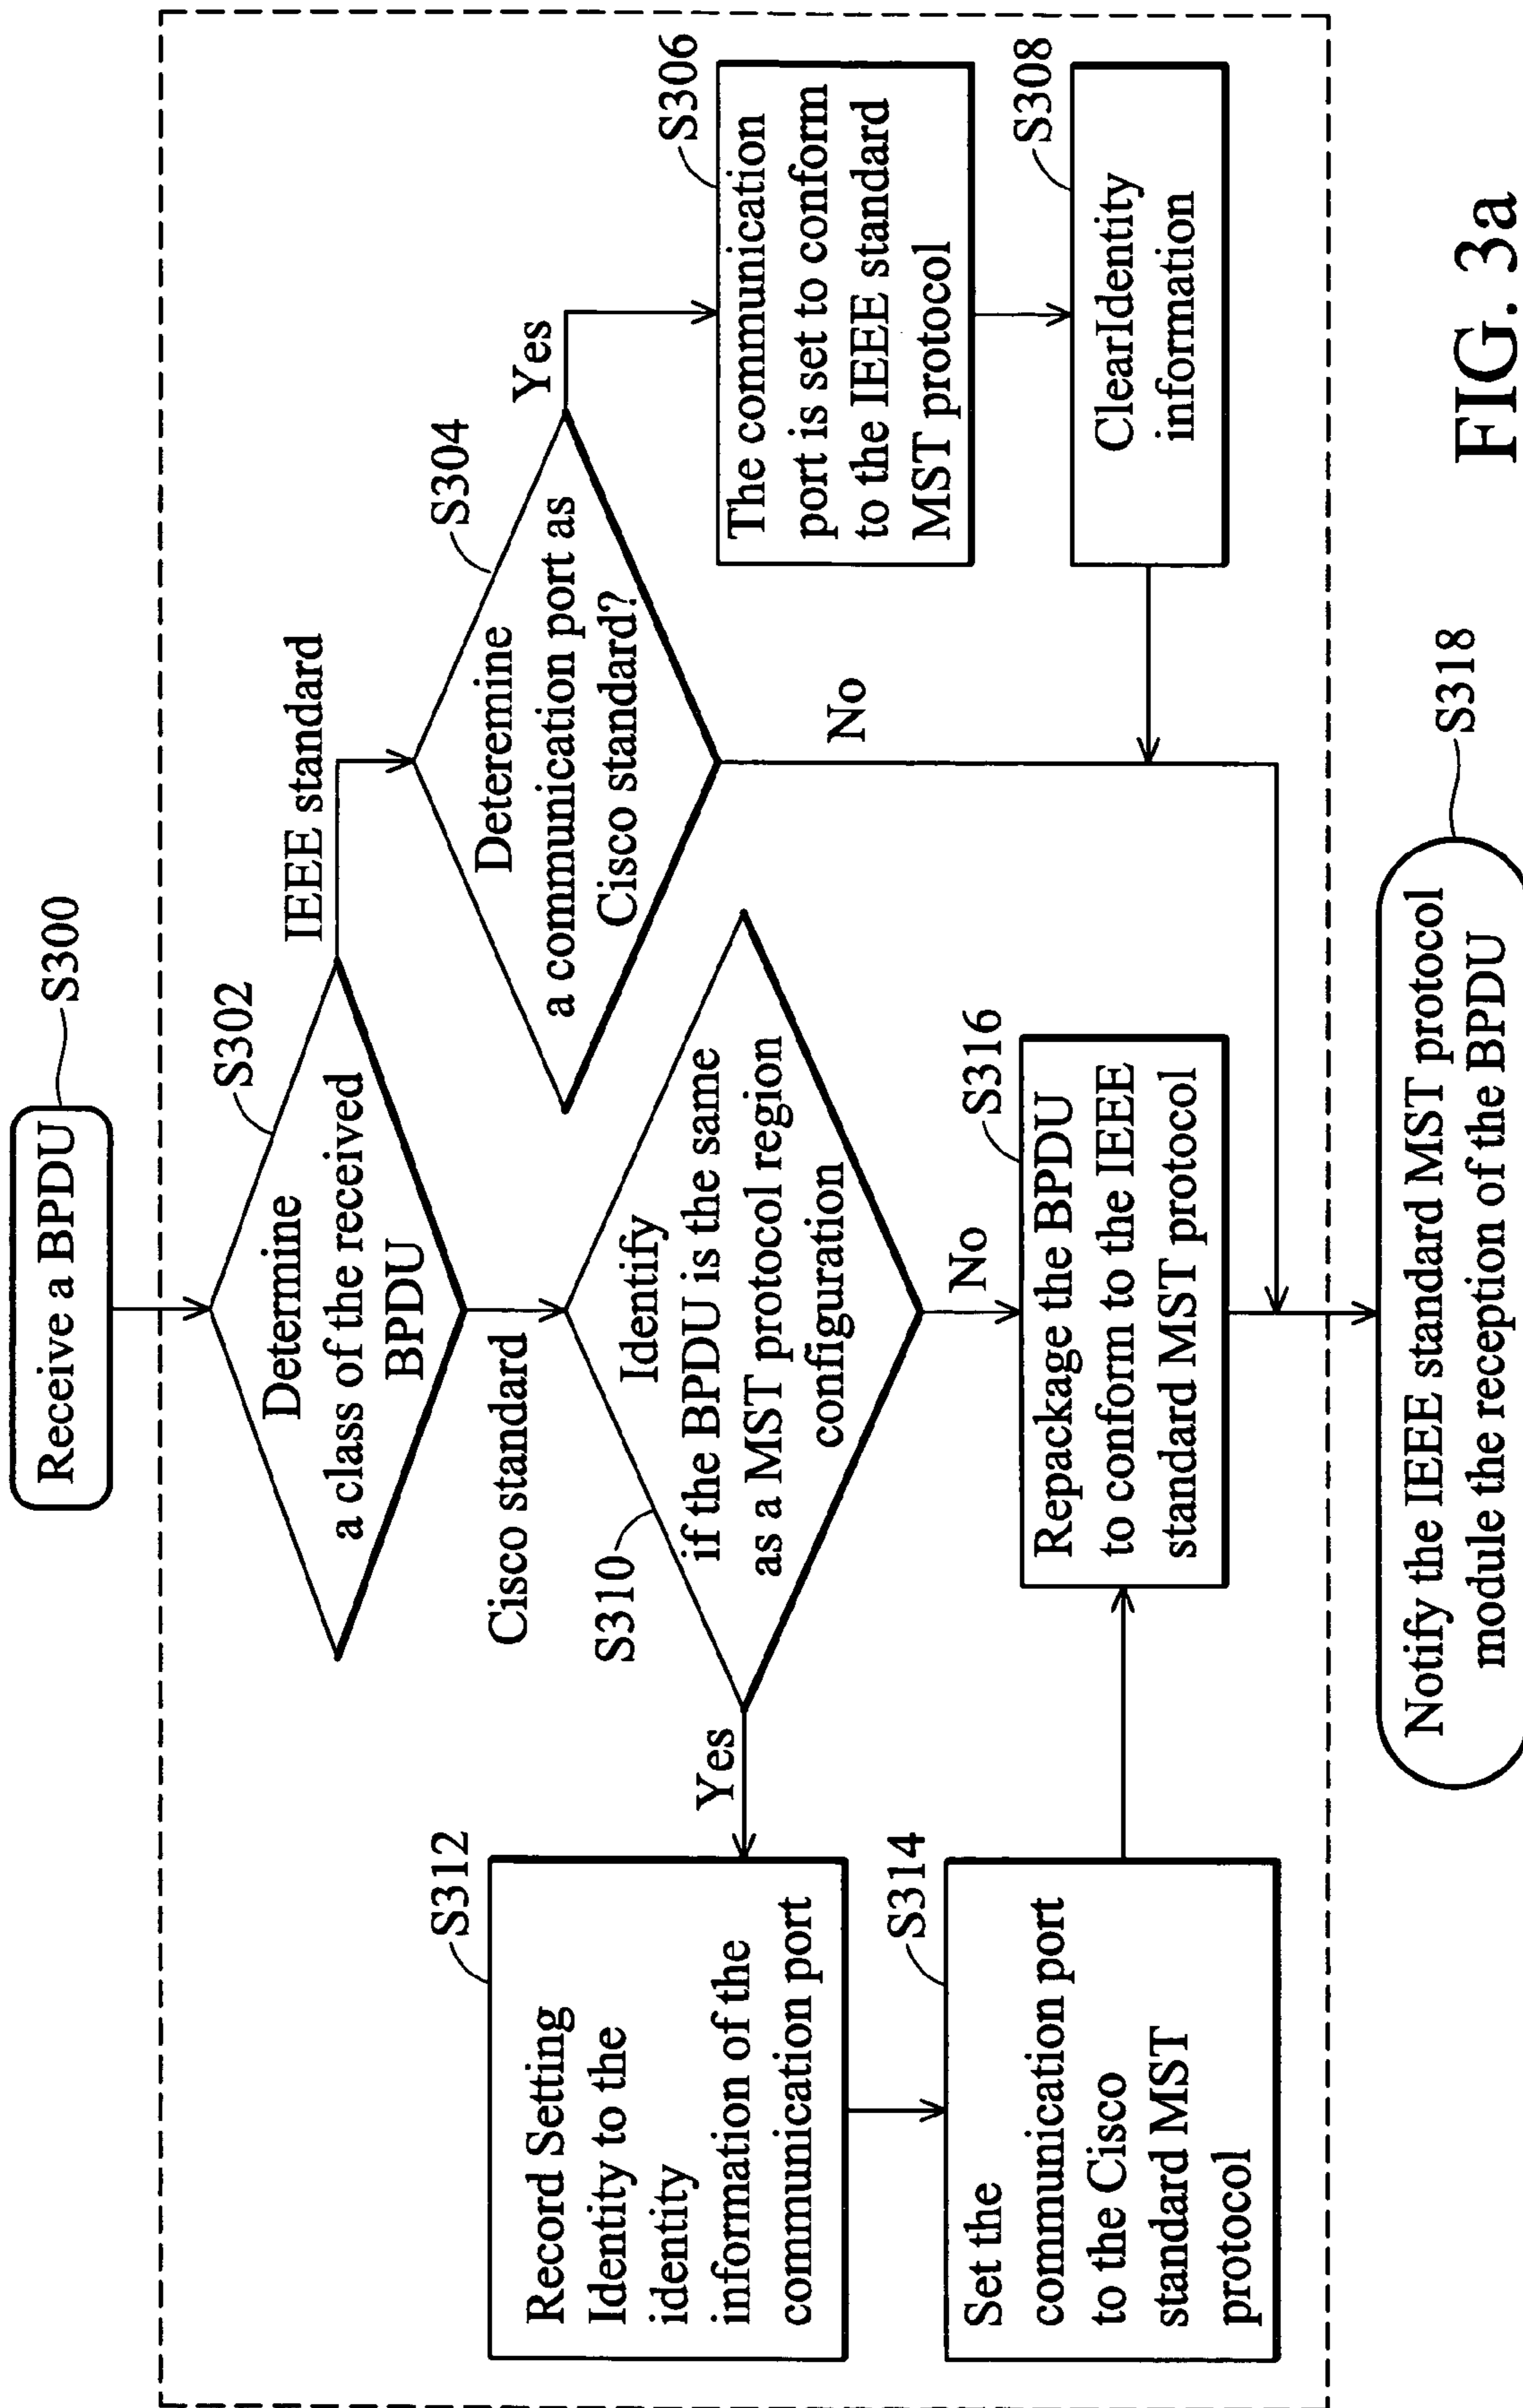 Receive a BPDU
S300
Determine
a class of the received
BPDU
S302
IEEE standard
Cisco standard
Deteremine
a communication port as
Cisco standard?
S304
Yes
No
The communication
port is set to conform
to the IEEE standard
MST protocol
S306
ClearIdentity
information
S308
Identify
if the BPDU is the same
as a MST protocol region
configuration
S310
Yes
No
Record Setting
Identity to the
identity
information of the
communication port
S312
Set the
communication port
to the Cisco
standard MST
protocol
S314
Repackage the BPDU
to conform to the IEEE
standard MST protocol
S316
Notify the IEEE standard MST protocol
module the reception of the BPDU
S318
FIG. 3a